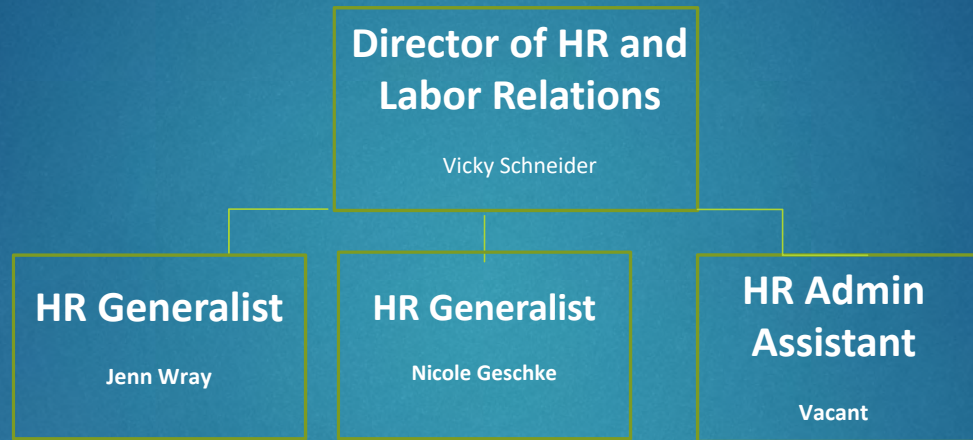 Director of HR and
Labor Relations
Vicky Schneider
HR Generalist
Jenn Wray
HR Generalist
Nicole Geschke
HR Admin
Assistant
Vacant